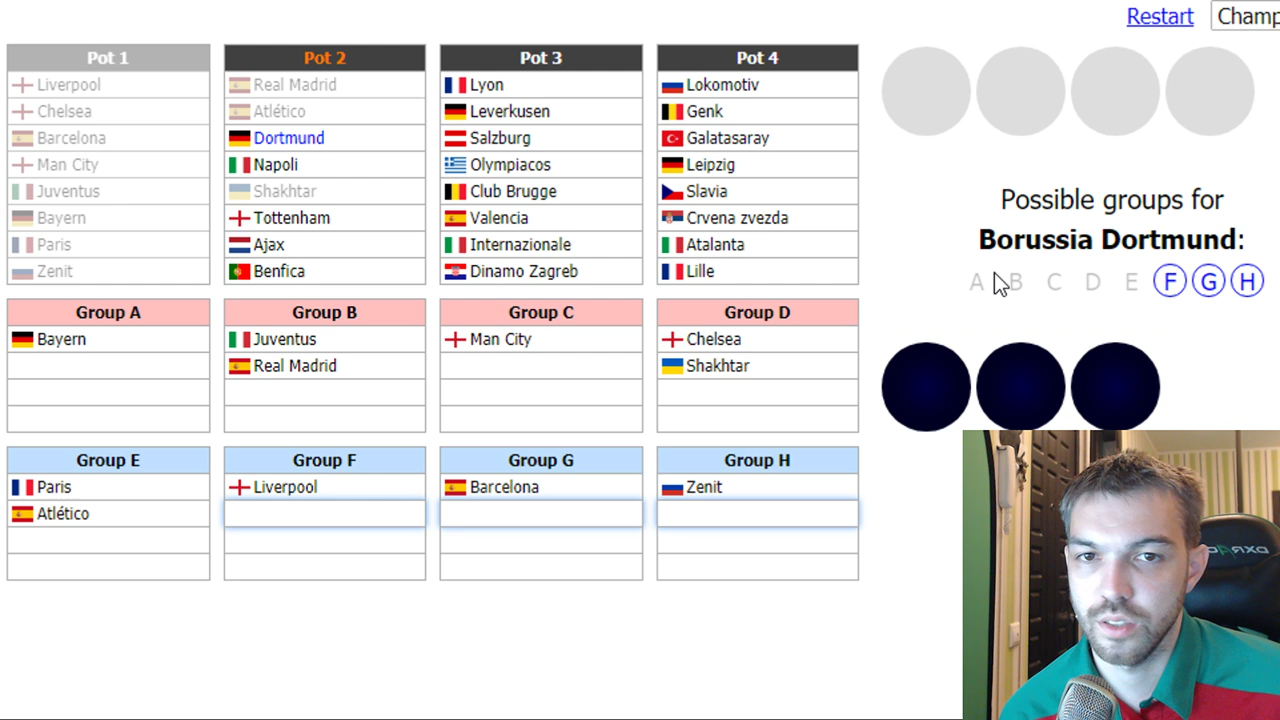 Restart Champ
Pot 1 Pot 2 Pot 3 Pot 4
Liverpool Real Madrid Lyon Lokomotiv
Chelsea Atlético Leverkusen Genk
Barcelona Dortmund Salzburg Galatasaray
Man City Napoli Olympiacos Leipzig
Juventus Shakhtar Club Brugge Slavia
Bayern Tottenham Valencia Crvena zvezda
Paris Ajax Internazionale Atalanta
Zenit Benfica Dinamo Zagreb Lille
Group A Group B Group C Group D
Bayern Juventus Man City Chelsea
Real Madrid Shakhtar
Group E Group F Group G Group H
Paris Liverpool Barcelona Zenit
Atlético
Possible groups for
Borussia Dortmund:
A B C D E F G H